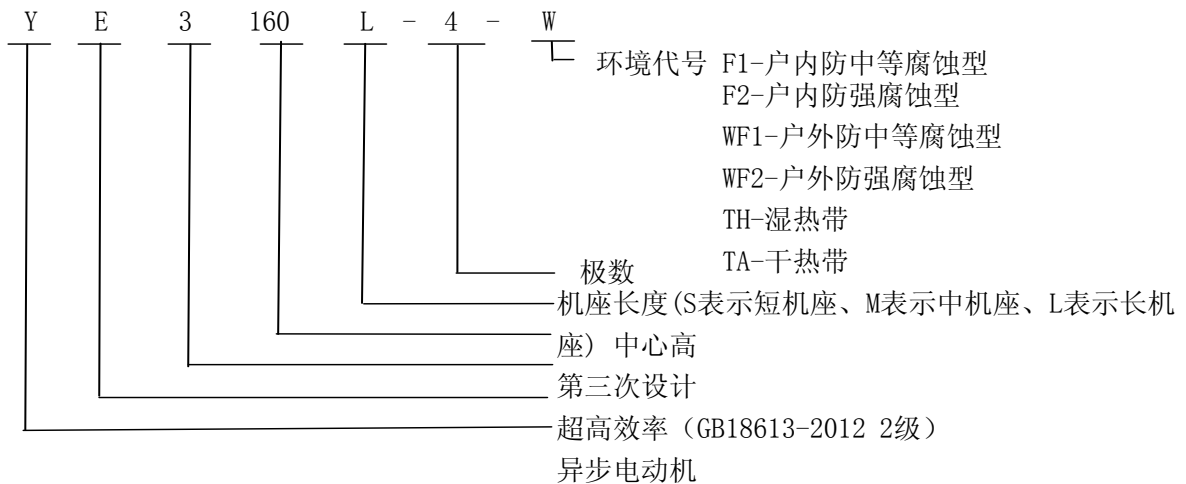 Y E 3 160 L - 4 - W
环境代号 F1-户内防中等腐蚀型
F2-户内防强腐蚀型
WF1-户外防中等腐蚀型
WF2-户外防强腐蚀型
TH-湿热带
TA-干热带
极数
机座长度(S表示短机座、M表示中机座、L表示长机
座) 中心高
第三次设计
超高效率（GB18613-2012 2级）
异步电动机